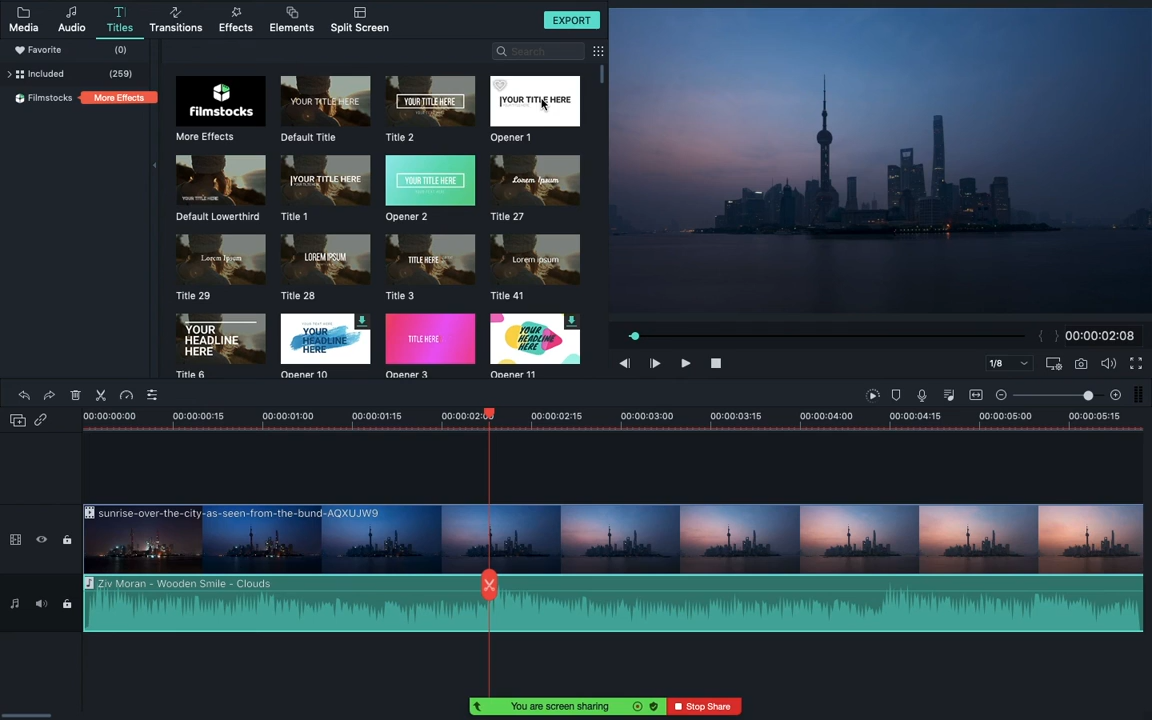 Media Audio Titles Transitions Effects Elements Split Screen EXPORT
Favorite (0)
Search
Included (259)
Filmstocks More Effects
filmstocks
YOUR TITLE HERE
YOUR TITLE HERE
YOUR TITLE HERE
More Effects Default Title Title 2 Opener 1
YOUR TITLE HERE
YOUR TITLE HERE
YOUR TITLE HERE
Lorem Ipsum
Default Lowerthird Title 1 Opener 2 Title 27
Lorem Ipsum
LOREM IPSUM
TITLE HERE
Lorem ipsum
Title 29 Title 28 Title 3 Title 41
YOUR
HEADLINE
HERE
YOUR
HEADLINE
HERE
TITLE HERE
YOUR
HEADLINE
HERE
Title 6 Opener 10 Opener 3 Opener 11
00:00:02:08
1/8
00:00:00:00 00:00:00:15 00:00:01:00 00:00:01:15 00:00:02:00 00:00:02:15 00:00:03:00 00:00:03:15 00:00:04:00 00:00:04:15 00:00:05:00 00:00:05:15
sunrise-over-the-city-as-seen-from-the-bund-AQXUJW9
Ziv Moran - Wooden Smile - Clouds
You are screen sharing Stop Share